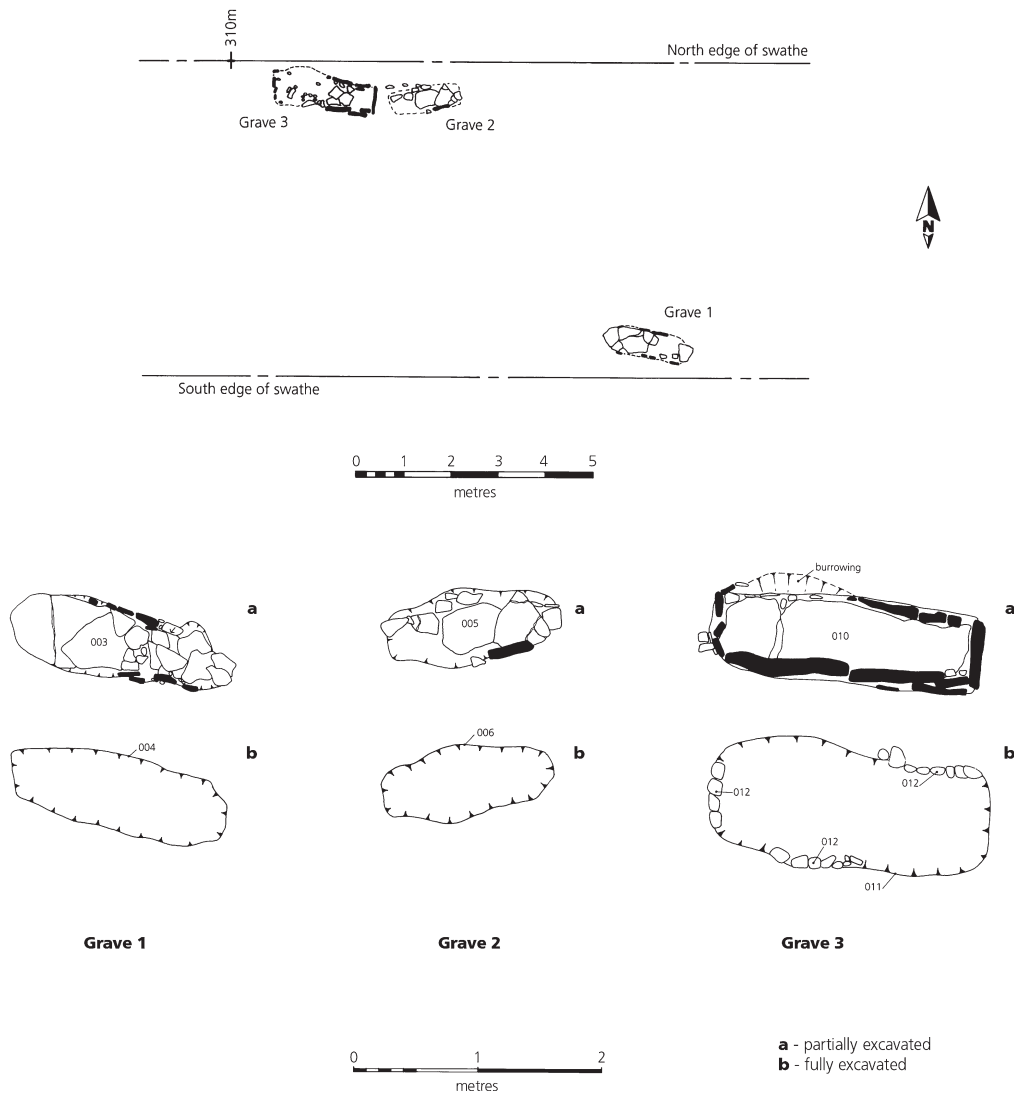 310m
North edge of swathe
Grave 3
Grave 2
N
Grave 1
South edge of swathe
0 1 2 3 4 5
metres
burrowing
a
a
a
003
005
010
b
004
b
006
b
012
012
012
011
Grave 1
Grave 2
Grave 3
0 1 2
metres
a - partially excavated
b - fully excavated